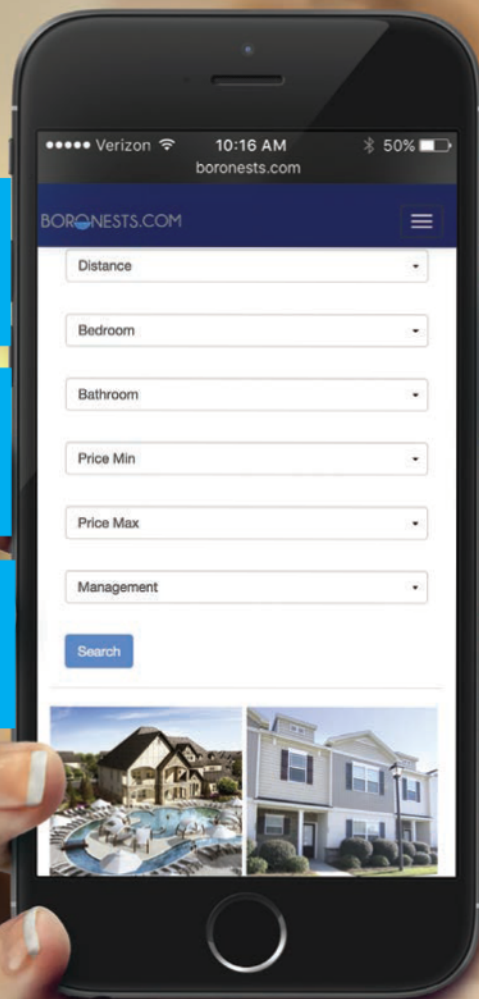 Verizon 10:16 AM 50%
boronests.com
BORONESTS.COM
Distance
Bedroom
Bathroom
Price Min
Price Max
Management
Search